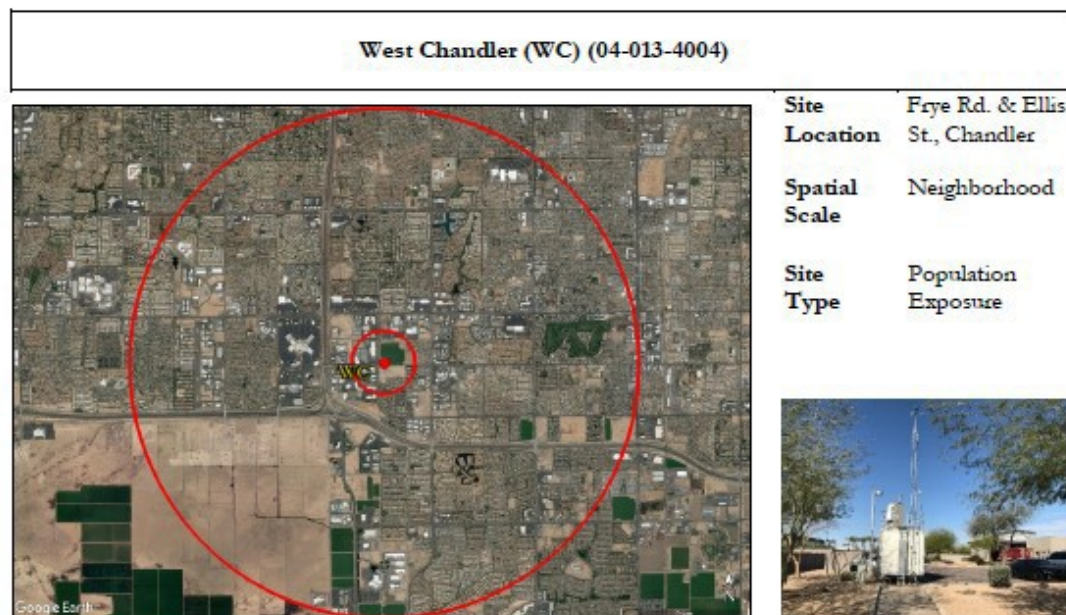 West Chandler (WC) (04-013-4004)
Site Frye Rd. & Ellis
Location St., Chandler
Spatial Neighborhood
Scale
Site Population
Type Exposure
WC
Google Earth